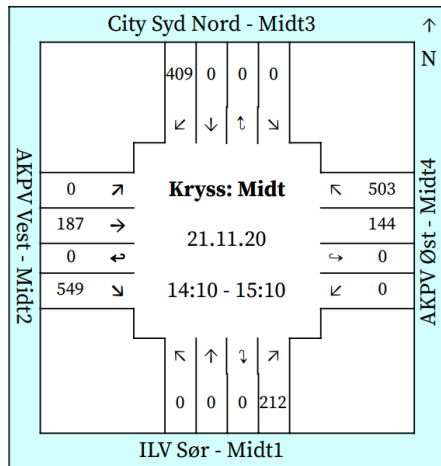 City Syd Nord - Midt3
↑
N
409 0 0 0
↙ ↓ ⮏ ↘
AKPV Vest - Midt2
0 ↗
187 →
0 ↩
549 ↘
Kryss: Midt
21.11.20
14:10 - 15:10
↖ 503
144
↪ 0
↙ 0
AKPV Øst - Midt4
↖ ↑ ⮎ ↗
0 0 0 212
ILV Sør - Midt1